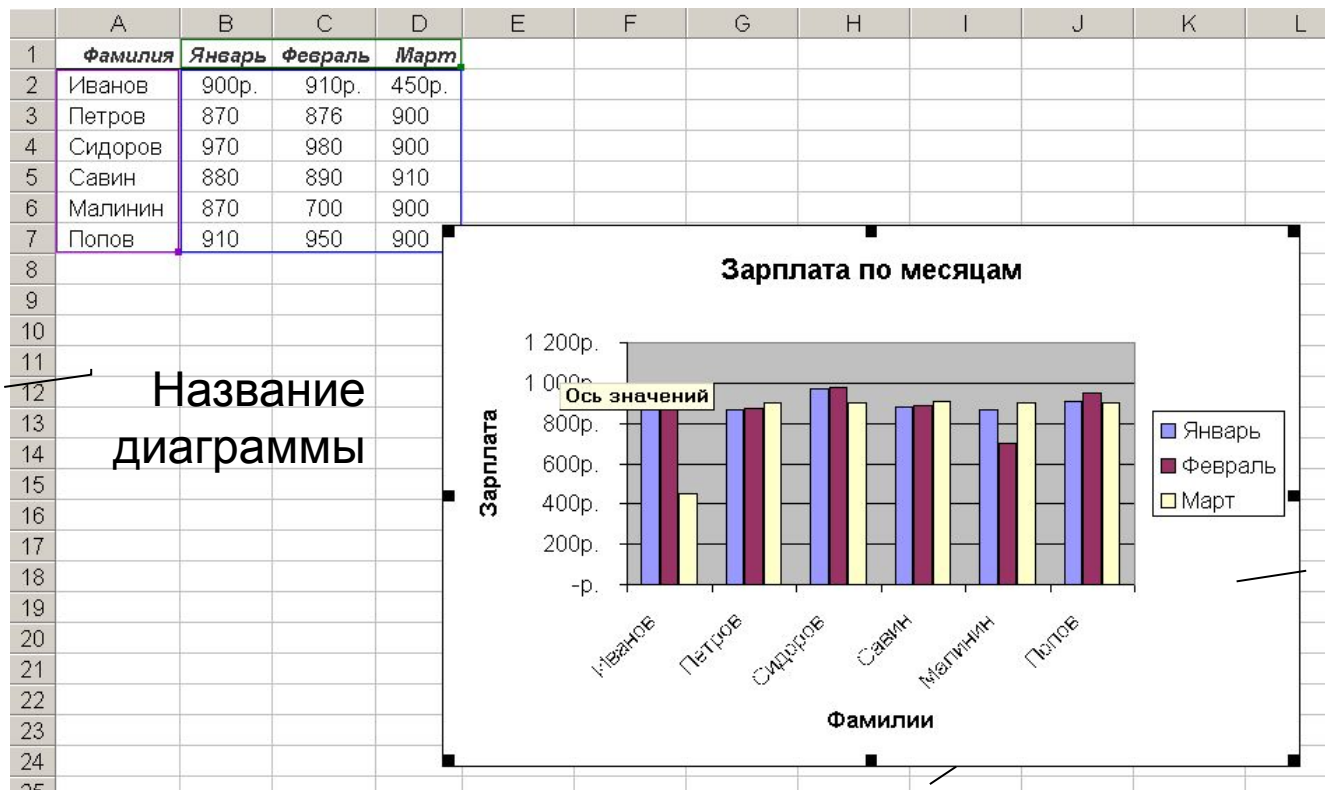 A B C D E F G H I J K L
1 Фамилия Январь Февраль Март
2 Иванов 900р. 910р. 450р.
3 Петров 870 876 900
4 Сидоров 970 980 900
5 Савин 880 890 910
6 Малинин 870 700 900
7 Попов 910 950 900
8
9
10
11
12
13
14
15
16
17
18
19
20
21
22
23
24
25
Название
диаграммы
Зарплата по месяцам
1 200р.
1 000р.
Ось значений
800р.
600р.
400р.
200р.
-р.
Зарплата
Иванов Петров Сидоров Савин Малинин Попов
Фамилии
Январь
Февраль
Март